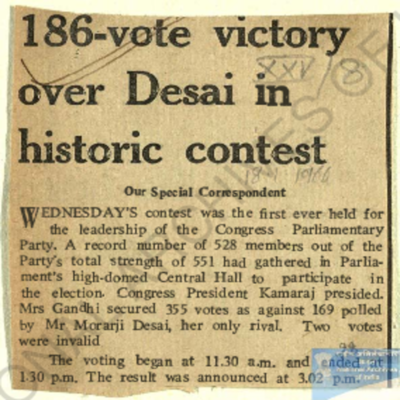 186-vote victory
over Desai in
historic contest
XXV/8
Our Special Correspondent
WEDNESDAY'S contest was the first ever held for
the leadership of the Congress Parliamentary
Party. A record number of 528 members out of the
Party's total strength of 551 had gathered in Parlia-
ment's high-domed Central Hall to participate in
the election. Congress President Kamaraj presided.
Mrs Gandhi secured 355 votes as against 169 polled
by Mr Morarji Desai, her only rival. Two votes
were invalid
The voting began at 11.30 a.m. and ended at
1.30 p.m. The result was announced at 3.02 p.m.